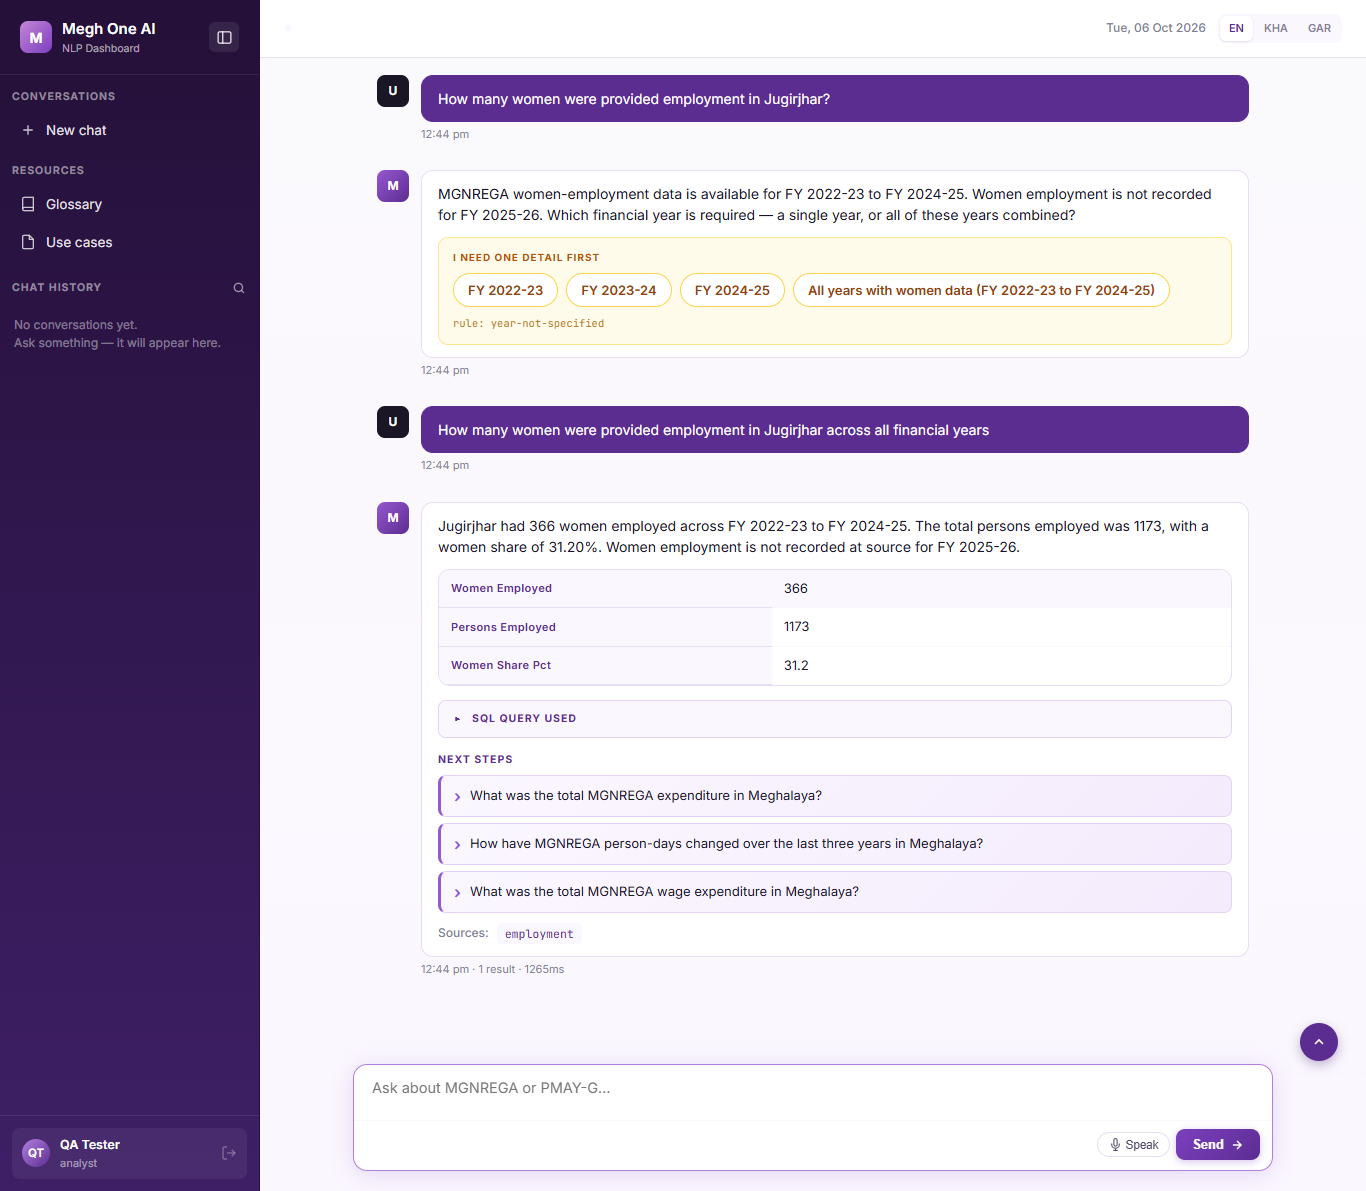 M
Megh One AI
NLP Dashboard
CONVERSATIONS
+ New chat
RESOURCES
Glossary
Use cases
CHAT HISTORY
No conversations yet.
Ask something — it will appear here.
QT
QA Tester
analyst
Tue, 06 Oct 2026
EN KHA GAR
U
How many women were provided employment in Jugirjhar?
12:44 pm
M
MGNREGA women-employment data is available for FY 2022-23 to FY 2024-25. Women employment is not recorded
for FY 2025-26. Which financial year is required — a single year, or all of these years combined?
I NEED ONE DETAIL FIRST
FY 2022-23 FY 2023-24 FY 2024-25 All years with women data (FY 2022-23 to FY 2024-25)
rule: year-not-specified
12:44 pm
U
How many women were provided employment in Jugirjhar across all financial years
12:44 pm
M
Jugirjhar had 366 women employed across FY 2022-23 to FY 2024-25. The total persons employed was 1173, with a
women share of 31.20%. Women employment is not recorded at source for FY 2025-26.
Women Employed 366
Persons Employed 1173
Women Share Pct 31.2
▸ SQL QUERY USED
NEXT STEPS
› What was the total MGNREGA expenditure in Meghalaya?
› How have MGNREGA person-days changed over the last three years in Meghalaya?
› What was the total MGNREGA wage expenditure in Meghalaya?
Sources: employment
12:44 pm · 1 result · 1265ms
Ask about MGNREGA or PMAY-G...
Speak Send →